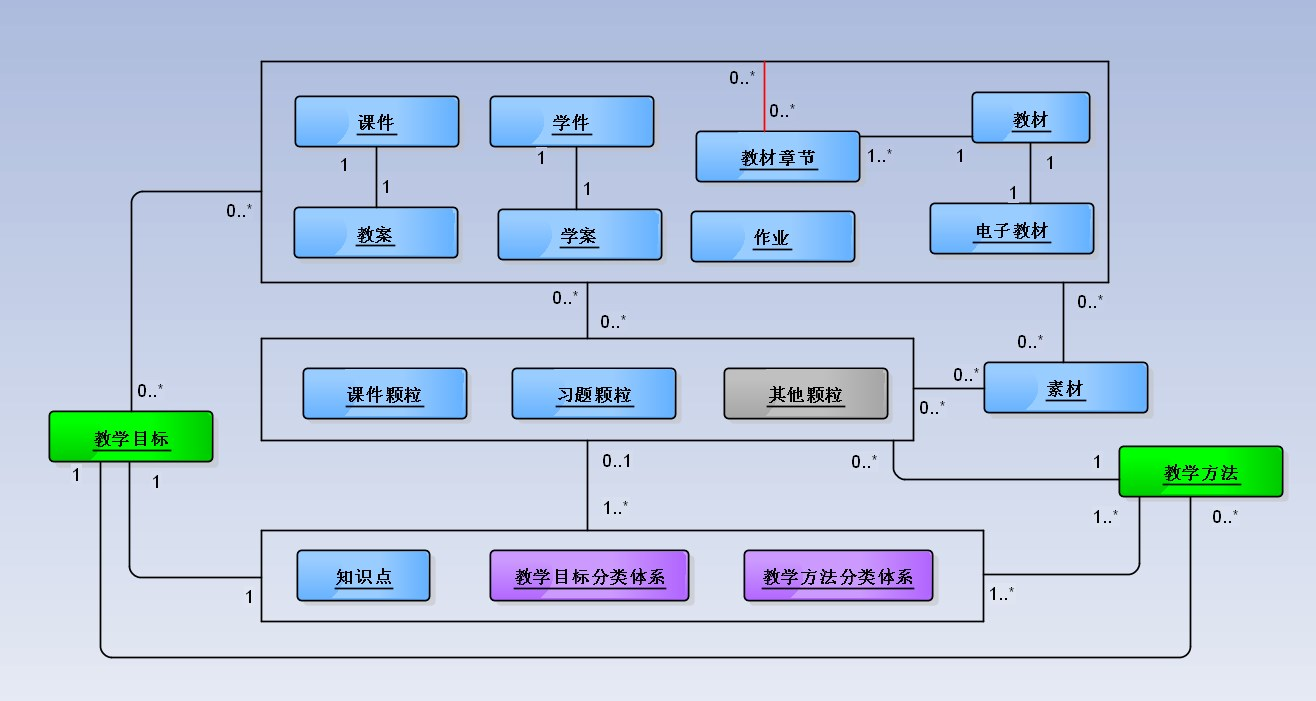 0..*
0..*
课件
学件
教材章节
教材
1
1
1..*
1
1
1
1
1
教案
学案
作业
电子教材
0..*
0..*
0..*
0..*
0..*
课件颗粒
习题颗粒
其他颗粒
0..*
0..*
素材
0..*
教学目标
1
1
0..1
1..*
0..*
1
教学方法
1..*
0..*
知识点
教学目标分类体系
教学方法分类体系
1
1..*